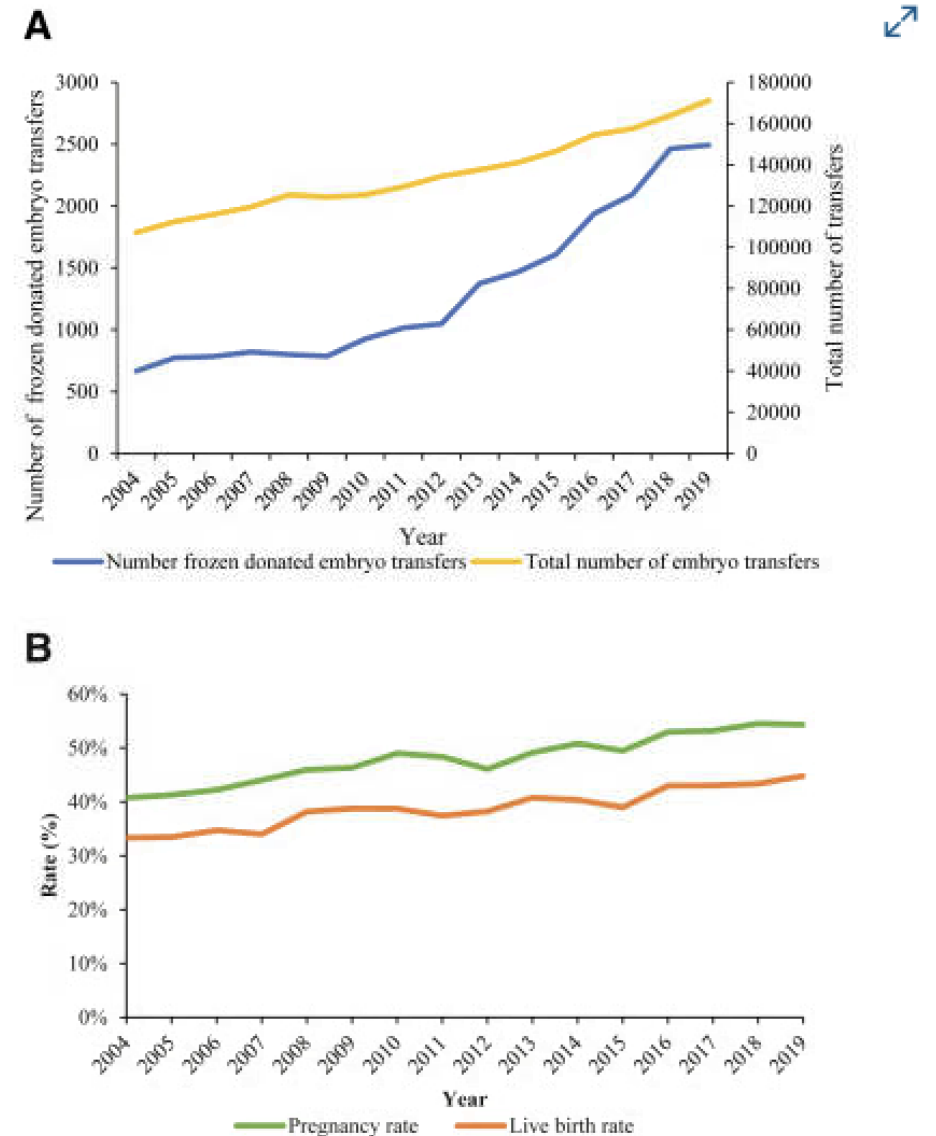 A
Number of frozen donated embryo transfers
3000
2500
2000
1500
1000
500
0
180000
160000
140000
120000
100000
80000
60000
40000
20000
0
Total number of transfers
2004 2005 2006 2007 2008 2009 2010 2011 2012 2013 2014 2015 2016 2017 2018 2019
Year
Number frozen donated embryo transfers Total number of embryo transfers
B
Rate (%)
60%
50%
40%
30%
20%
10%
0%
2004 2005 2006 2007 2008 2009 2010 2011 2012 2013 2014 2015 2016 2017 2018 2019
Year
Pregnancy rate Live birth rate